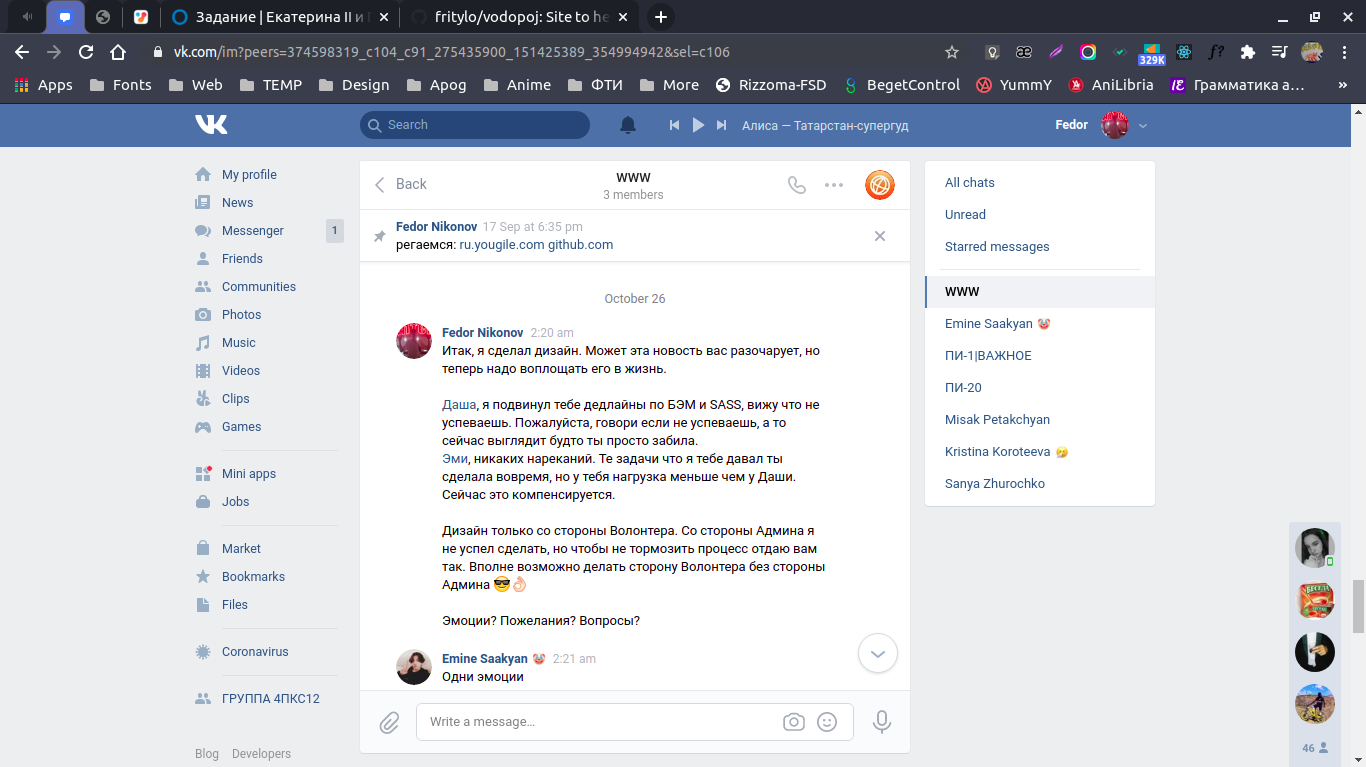 Задание | Екатерина II и
fritylo/vodopoj: Site to he
vk.com/im?peers=374598319_c104_c91_275435900_151425389_354994942&sel=c106
329K
Apps
Fonts
Web
TEMP
Design
Apog
Anime
ФТИ
More
Rizzoma-FSD
BegetControl
YummY
AniLibria
Грамматика а...
»
Search
Алиса — Татарстан-супергуд
Fedor
My profile
News
Messenger
1
Friends
Communities
Photos
Music
Videos
Clips
Games
Mini apps
Jobs
Market
Bookmarks
Files
Coronavirus
ГРУППА 4ПКС12
Blog
Developers
Back
WWW
3 members
Fedor Nikonov 17 Sep at 6:35 pm
регаемся: ru.yougile.com github.com
October 26
Fedor Nikonov 2:20 am
Итак, я сделал дизайн. Может эта новость вас разочарует, но
теперь надо воплощать его в жизнь.
Даша, я подвинул тебе дедлайны по БЭМ и SASS, вижу что не
успеваешь. Пожалуйста, говори если не успеваешь, а то
сейчас выглядит будто ты просто забила.
Эми, никаких нареканий. Те задачи что я тебе давал ты
сделала вовремя, но у тебя нагрузка меньше чем у Даши.
Сейчас это компенсируется.
Дизайн только со стороны Волонтера. Со стороны Админа я
не успел сделать, но чтобы не тормозить процесс отдаю вам
так. Вполне возможно делать сторону Волонтера без стороны
Админа 😎👌🏻
Эмоции? Пожелания? Вопросы?
Emine Saakyan 🤡 2:21 am
Одни эмоции
Write a message...
All chats
Unread
Starred messages
WWW
Emine Saakyan 🤡
ПИ-1|ВАЖНОЕ
ПИ-20
Misak Petakchyan
Kristina Koroteeva
Sanya Zhurochko
46